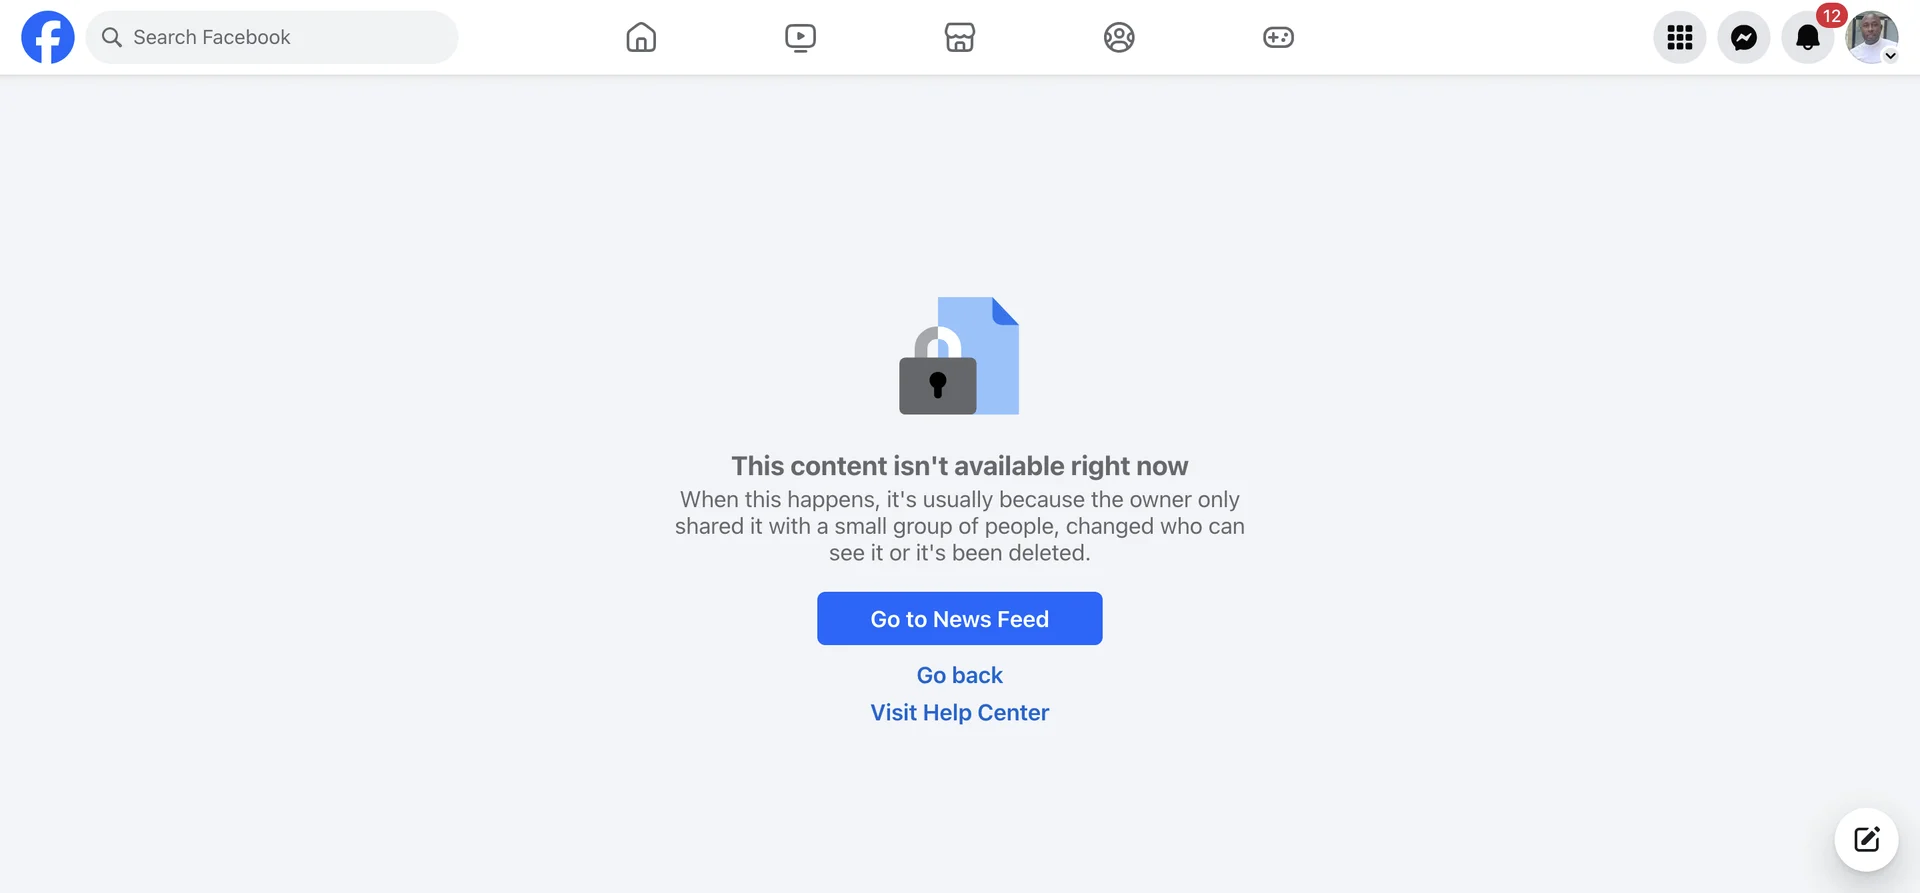 Search Facebook
12
This content isn't available right now
When this happens, it's usually because the owner only
shared it with a small group of people, changed who can
see it or it's been deleted.
Go to News Feed
Go back
Visit Help Center